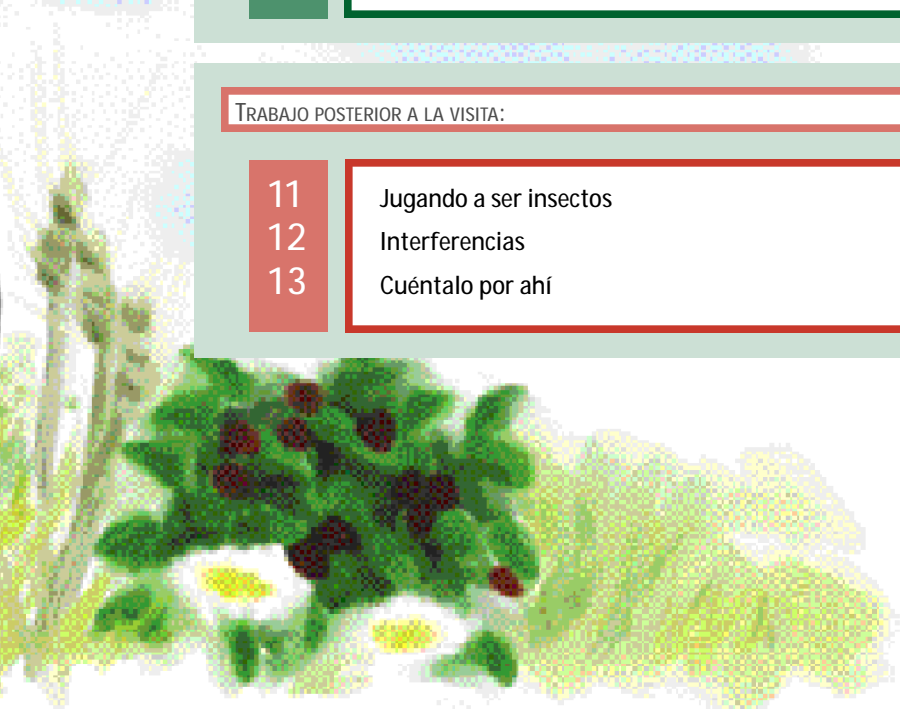 TRABAJO POSTERIOR A LA VISITA:
11 Jugando a ser insectos
12 Interferencias
13 Cuéntalo por ahí